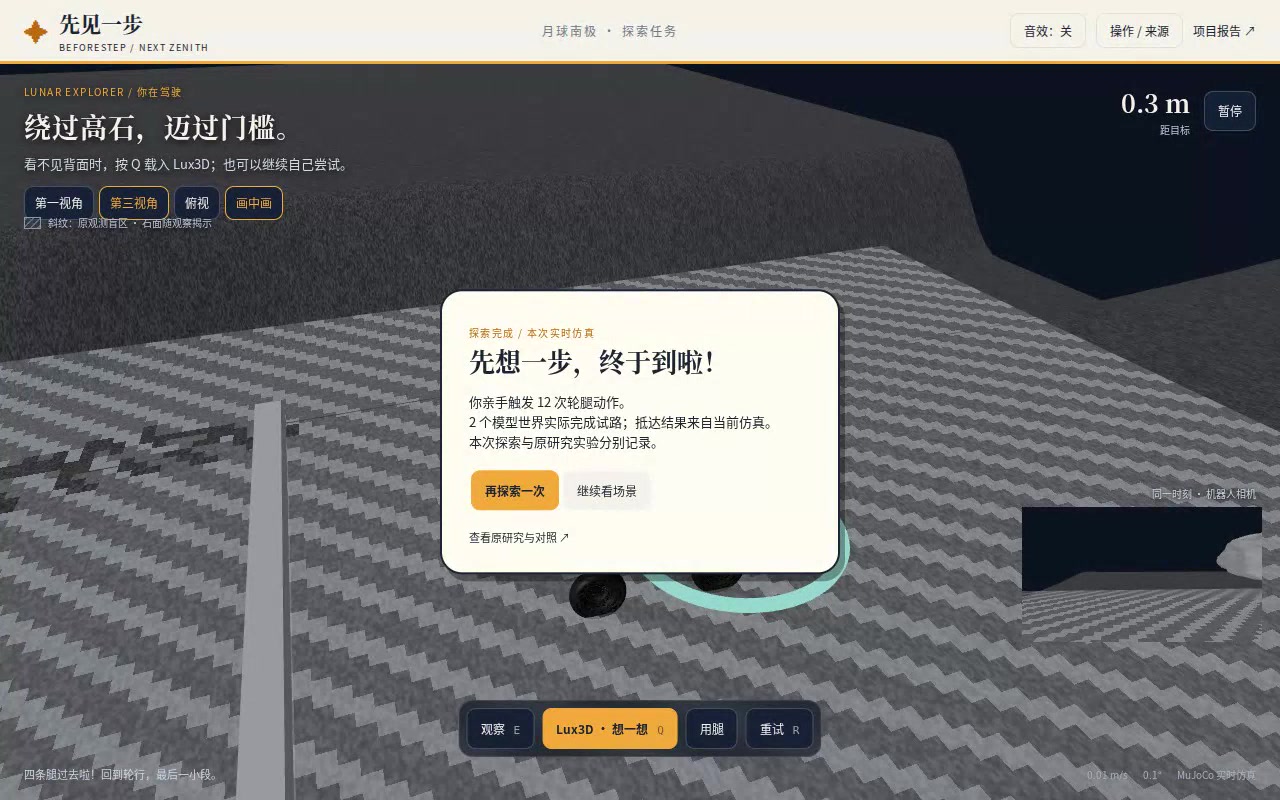 先见一步
BEFORESTEP / NEXT ZENITH
月球南极 · 探索任务
音效：关
操作 / 来源
项目报告 ↗
LUNAR EXPLORER / 你在驾驶
绕过高石，迈过门槛。
看不见背面时，按 Q 载入 Lux3D；也可以继续自己尝试。
第一视角
第三视角
俯视
画中画
斜纹：原观测盲区 · 石面随观察揭示
0.3 m
距目标
暂停
探索完成 / 本次实时仿真
先想一步，终于到啦！
你亲手触发 12 次轮腿动作。
2 个模型世界实际完成试路；抵达结果来自当前仿真。
本次探索与原研究实验分别记录。
再探索一次
继续看场景
查看原研究与对照 ↗
同一时刻 · 机器人相机
观察 E
Lux3D · 想一想 Q
用腿
重试 R
四条腿过去啦！回到轮行，最后一小段。
0.01 m/s
0.1°
MuJoCo 实时仿真